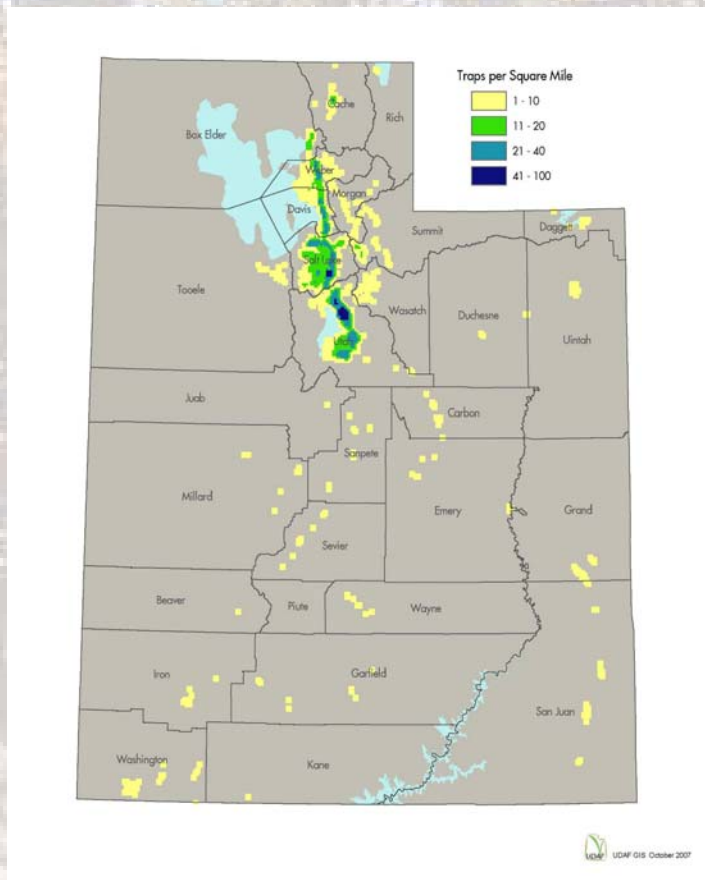 Traps per Square Mile
1 - 10
11 - 20
21 - 40
41 - 100
Cache
Rich
Box Elder
Weber
Morgan
Davis
Summit
Daggett
Salt Lake
Tooele
Wasatch
Duchesne
Uintah
Utah
Juab
Carbon
Sanpete
Millard
Emery
Grand
Sevier
Beaver
Piute
Wayne
Iron
Garfield
San Juan
Washington
Kane
UDAF
UDAF GIS October 2007